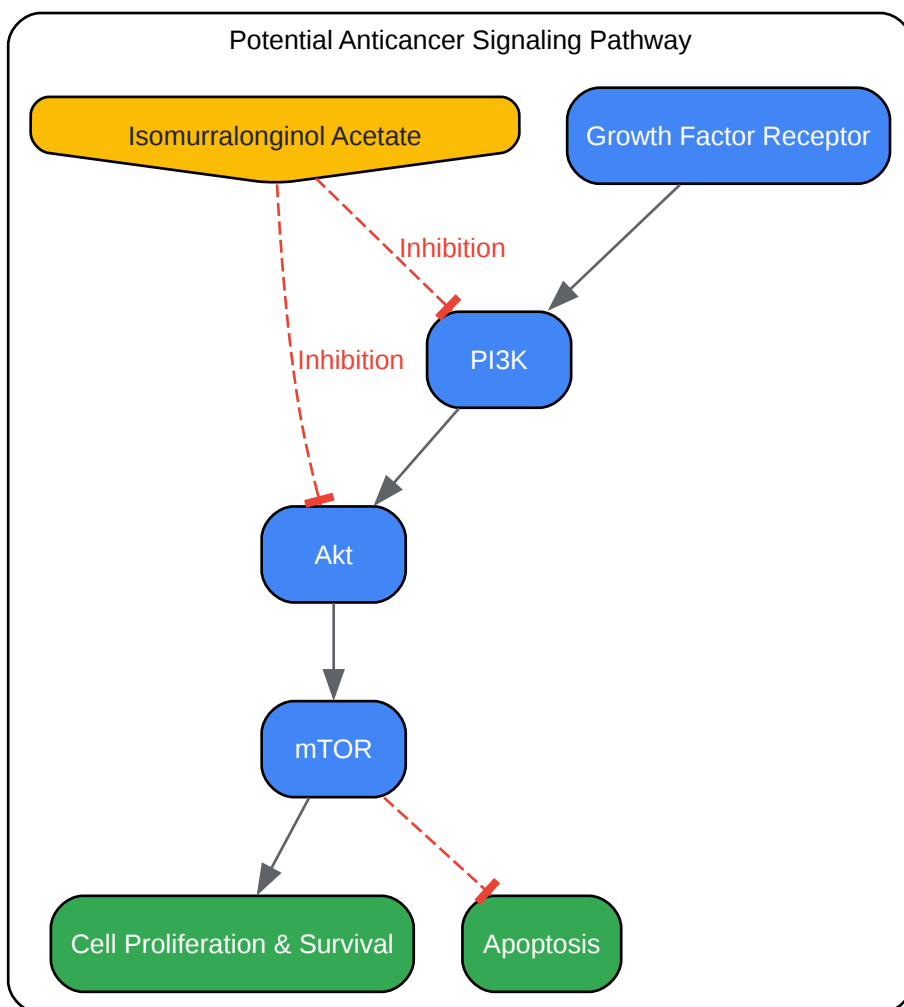 Potential Anticancer Signaling Pathway
Isomurralonginol Acetate
Growth Factor Receptor
Inhibition
Inhibition
PI3K
Akt
mTOR
Cell Proliferation & Survival
Apoptosis